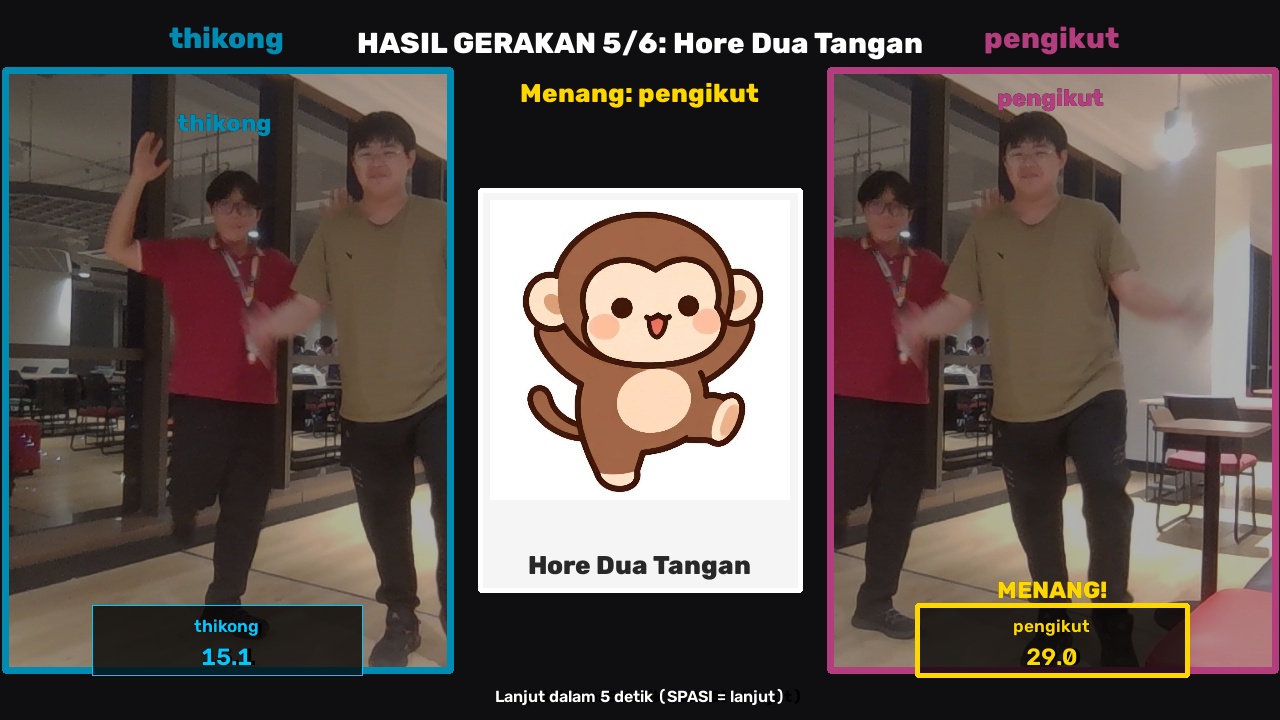 thikong
HASIL GERAKAN 5/6: Hore Dua Tangan
pengikut
Menang: pengikut
thikong
pengikut
Hore Dua Tangan
MENANG!
thikong
15.1
pengikut
29.0
Lanjut dalam 5 detik (SPASI = lanjut)